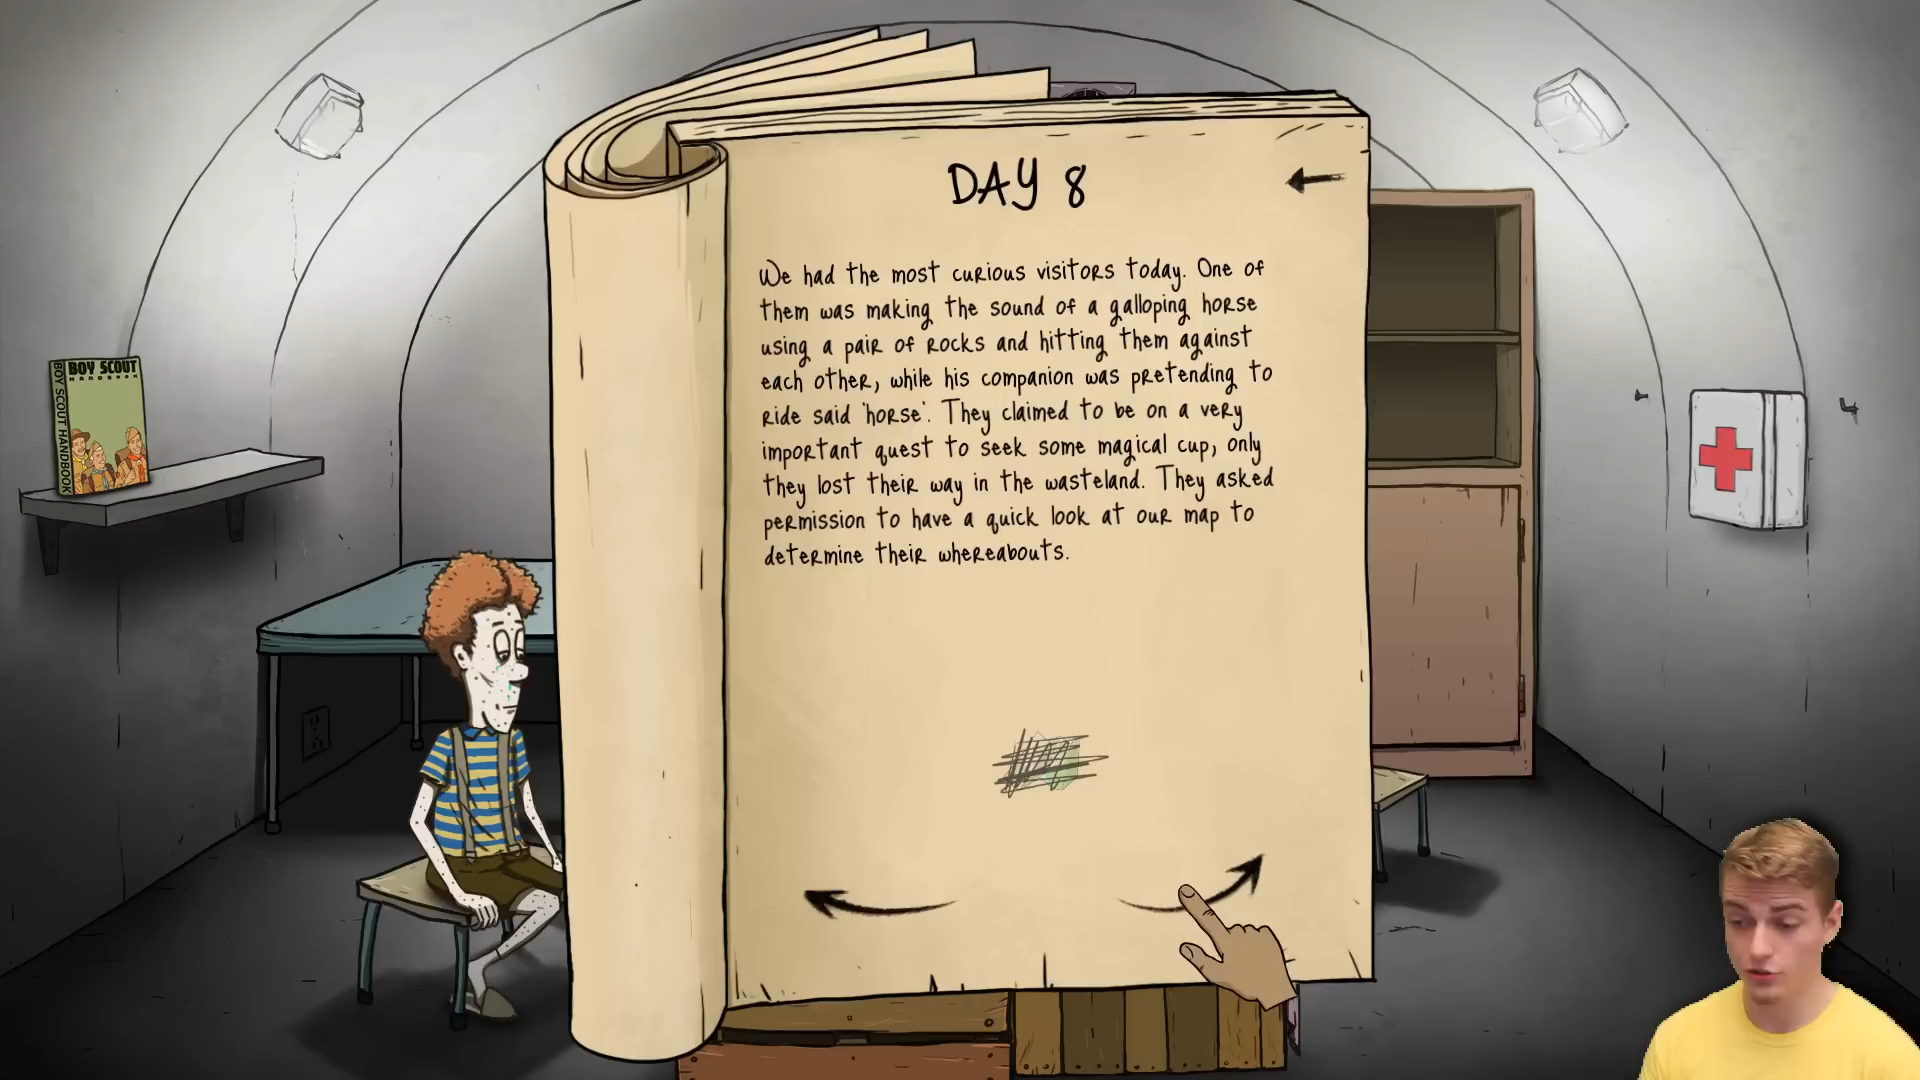 DAY 8
We had the most curious visitors today. One of
them was making the sound of a galloping horse
using a pair of rocks and hitting them against
each other, while his companion was pretending to
ride said 'horse'. They claimed to be on a very
important quest to seek some magical cup, only
they lost their way in the wasteland. They asked
permission to have a quick look at our map to
determine their whereabouts.
BOY SCOUT
HANDBOOK
BOY SCOUT HANDBOOK